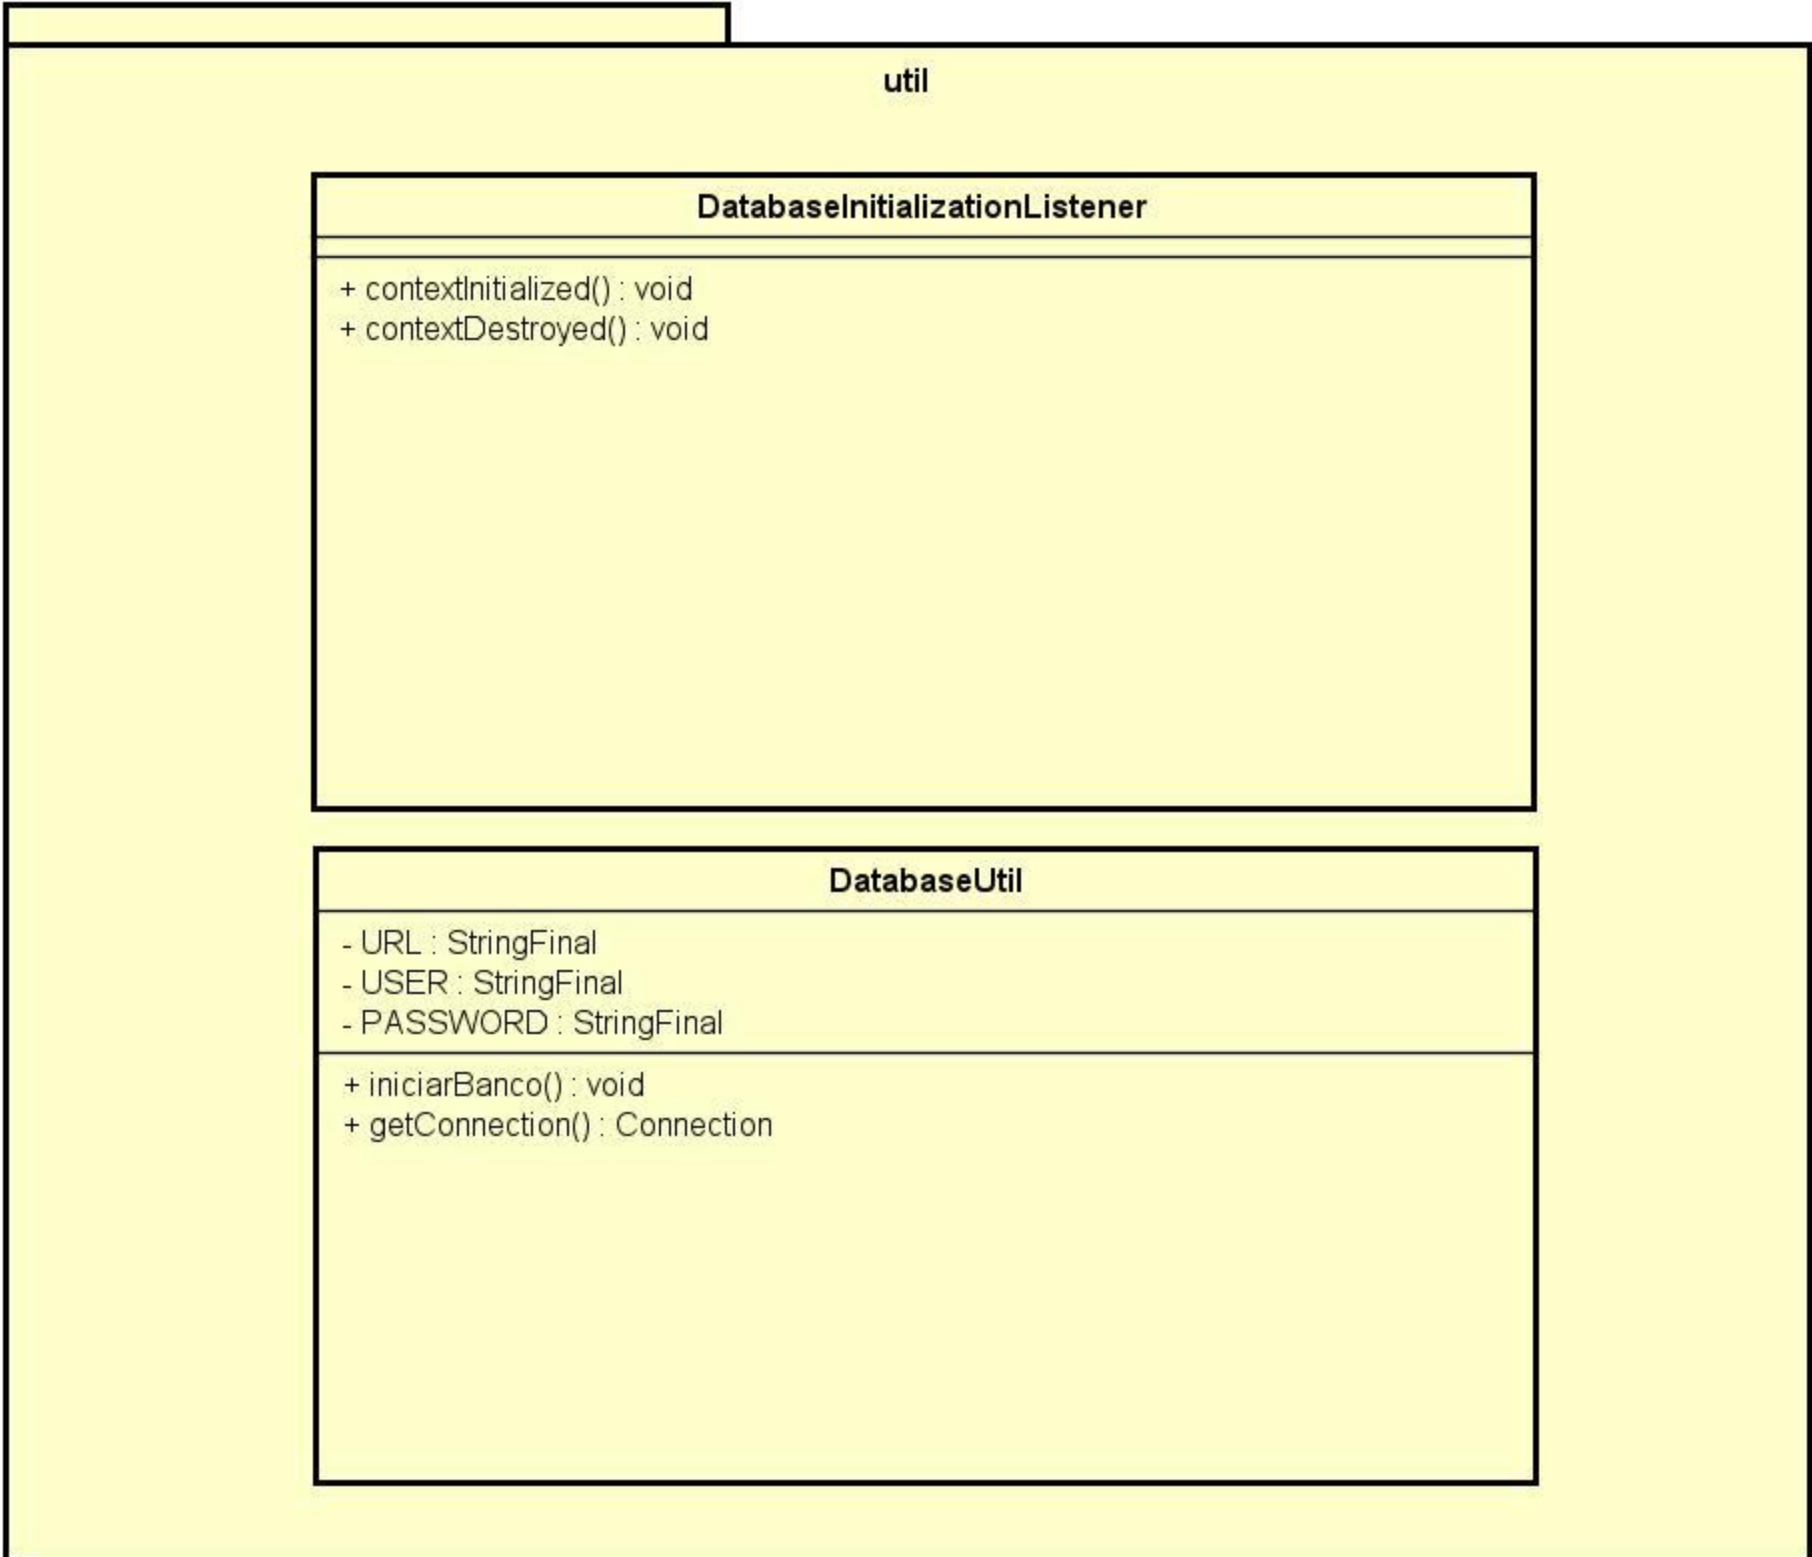 util
DatabaseInitializationListener
+ contextInitialized() : void
+ contextDestroyed() : void
DatabaseUtil
- URL : StringFinal
- USER : StringFinal
- PASSWORD : StringFinal
+ iniciarBanco() : void
+ getConnection() : Connection